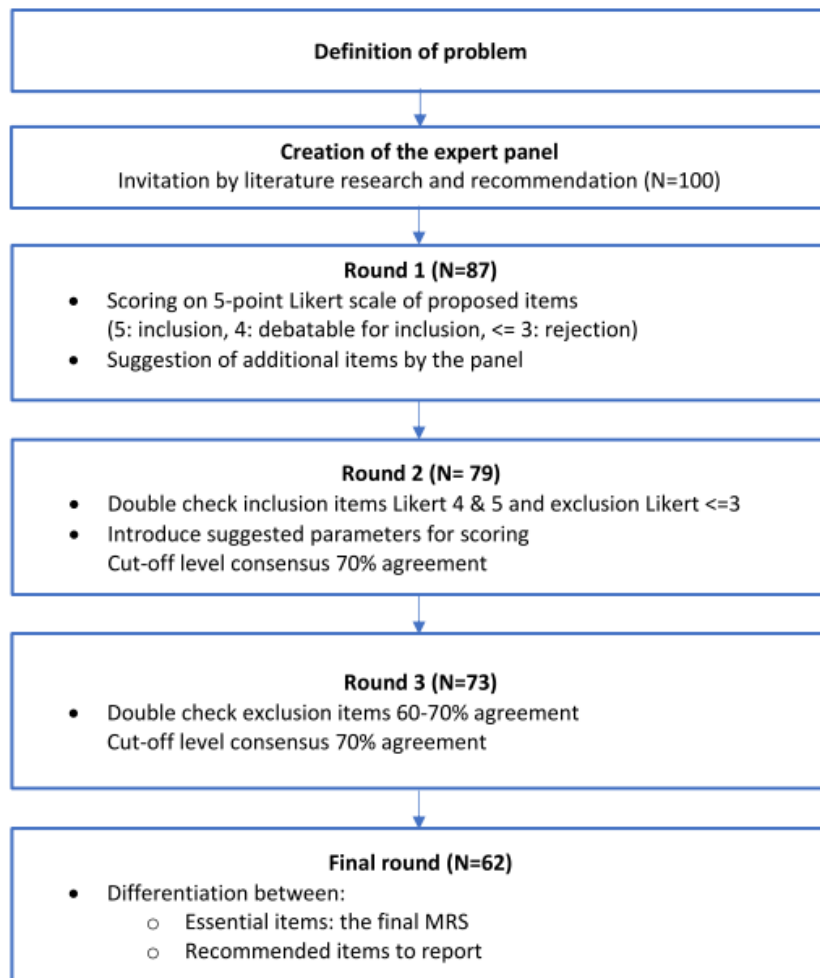 Definition of problem
Creation of the expert panel
Invitation by literature research and recommendation (N=100)
Round 1 (N=87)
• Scoring on 5-point Likert scale of proposed items
(5: inclusion, 4: debatable for inclusion, <= 3: rejection)
• Suggestion of additional items by the panel
Round 2 (N= 79)
• Double check inclusion items Likert 4 & 5 and exclusion Likert <=3
• Introduce suggested parameters for scoring
Cut-off level consensus 70% agreement
Round 3 (N=73)
• Double check exclusion items 60-70% agreement
Cut-off level consensus 70% agreement
Final round (N=62)
• Differentiation between:
o Essential items: the final MRS
o Recommended items to report